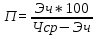 П = Эч * 100 / Чср − Эч